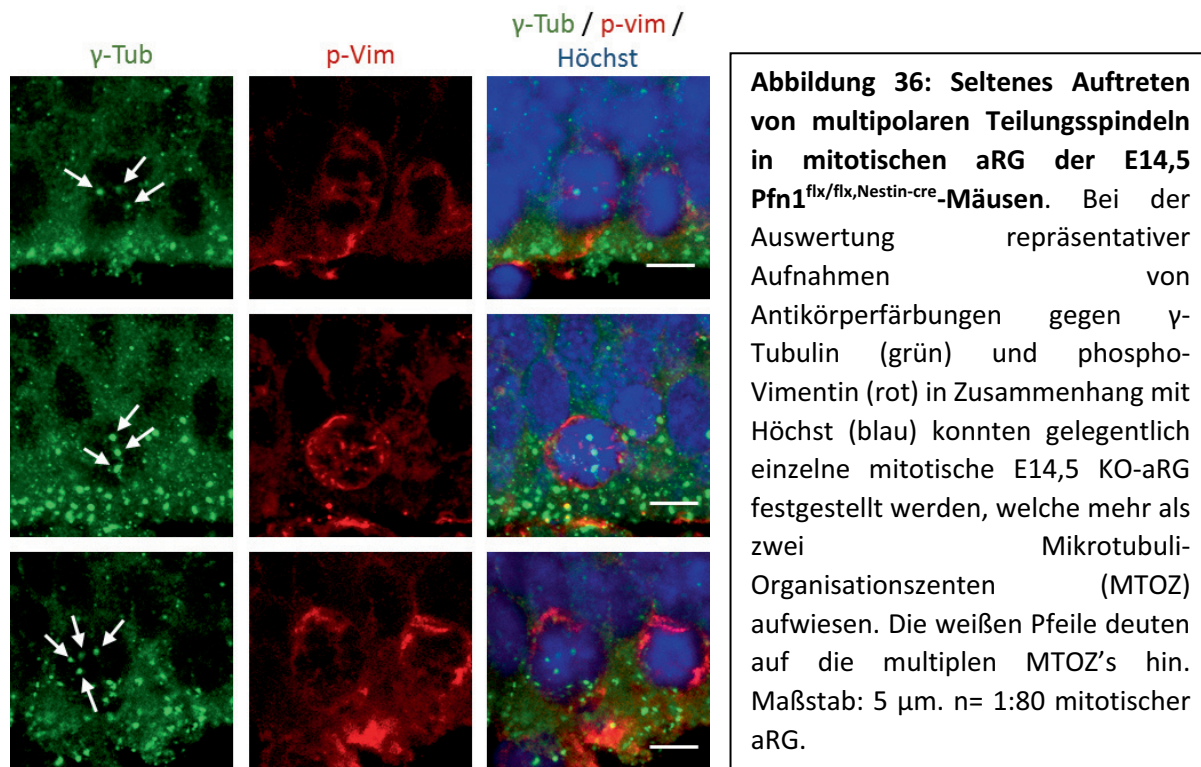 γ-Tub
p-Vim
γ-Tub / p-vim /
Höchst
Abbildung 36: Seltenes Auftreten
von multipolaren Teilungsspindeln
in mitotischen aRG der E14,5
Pfn1flx/flx,Nestin-cre-Mäusen. Bei der
Auswertung repräsentativer
Aufnahmen von
Antikörperfärbungen gegen γ-
Tubulin (grün) und phospho-
Vimentin (rot) in Zusammenhang mit
Höchst (blau) konnten gelegentlich
einzelne mitotische E14,5 KO-aRG
festgestellt werden, welche mehr als
zwei Mikrotubuli-
Organisationszenten (MTOZ)
aufwiesen. Die weißen Pfeile deuten
auf die multiplen MTOZ's hin.
Maßstab: 5 µm. n= 1:80 mitotischer
aRG.